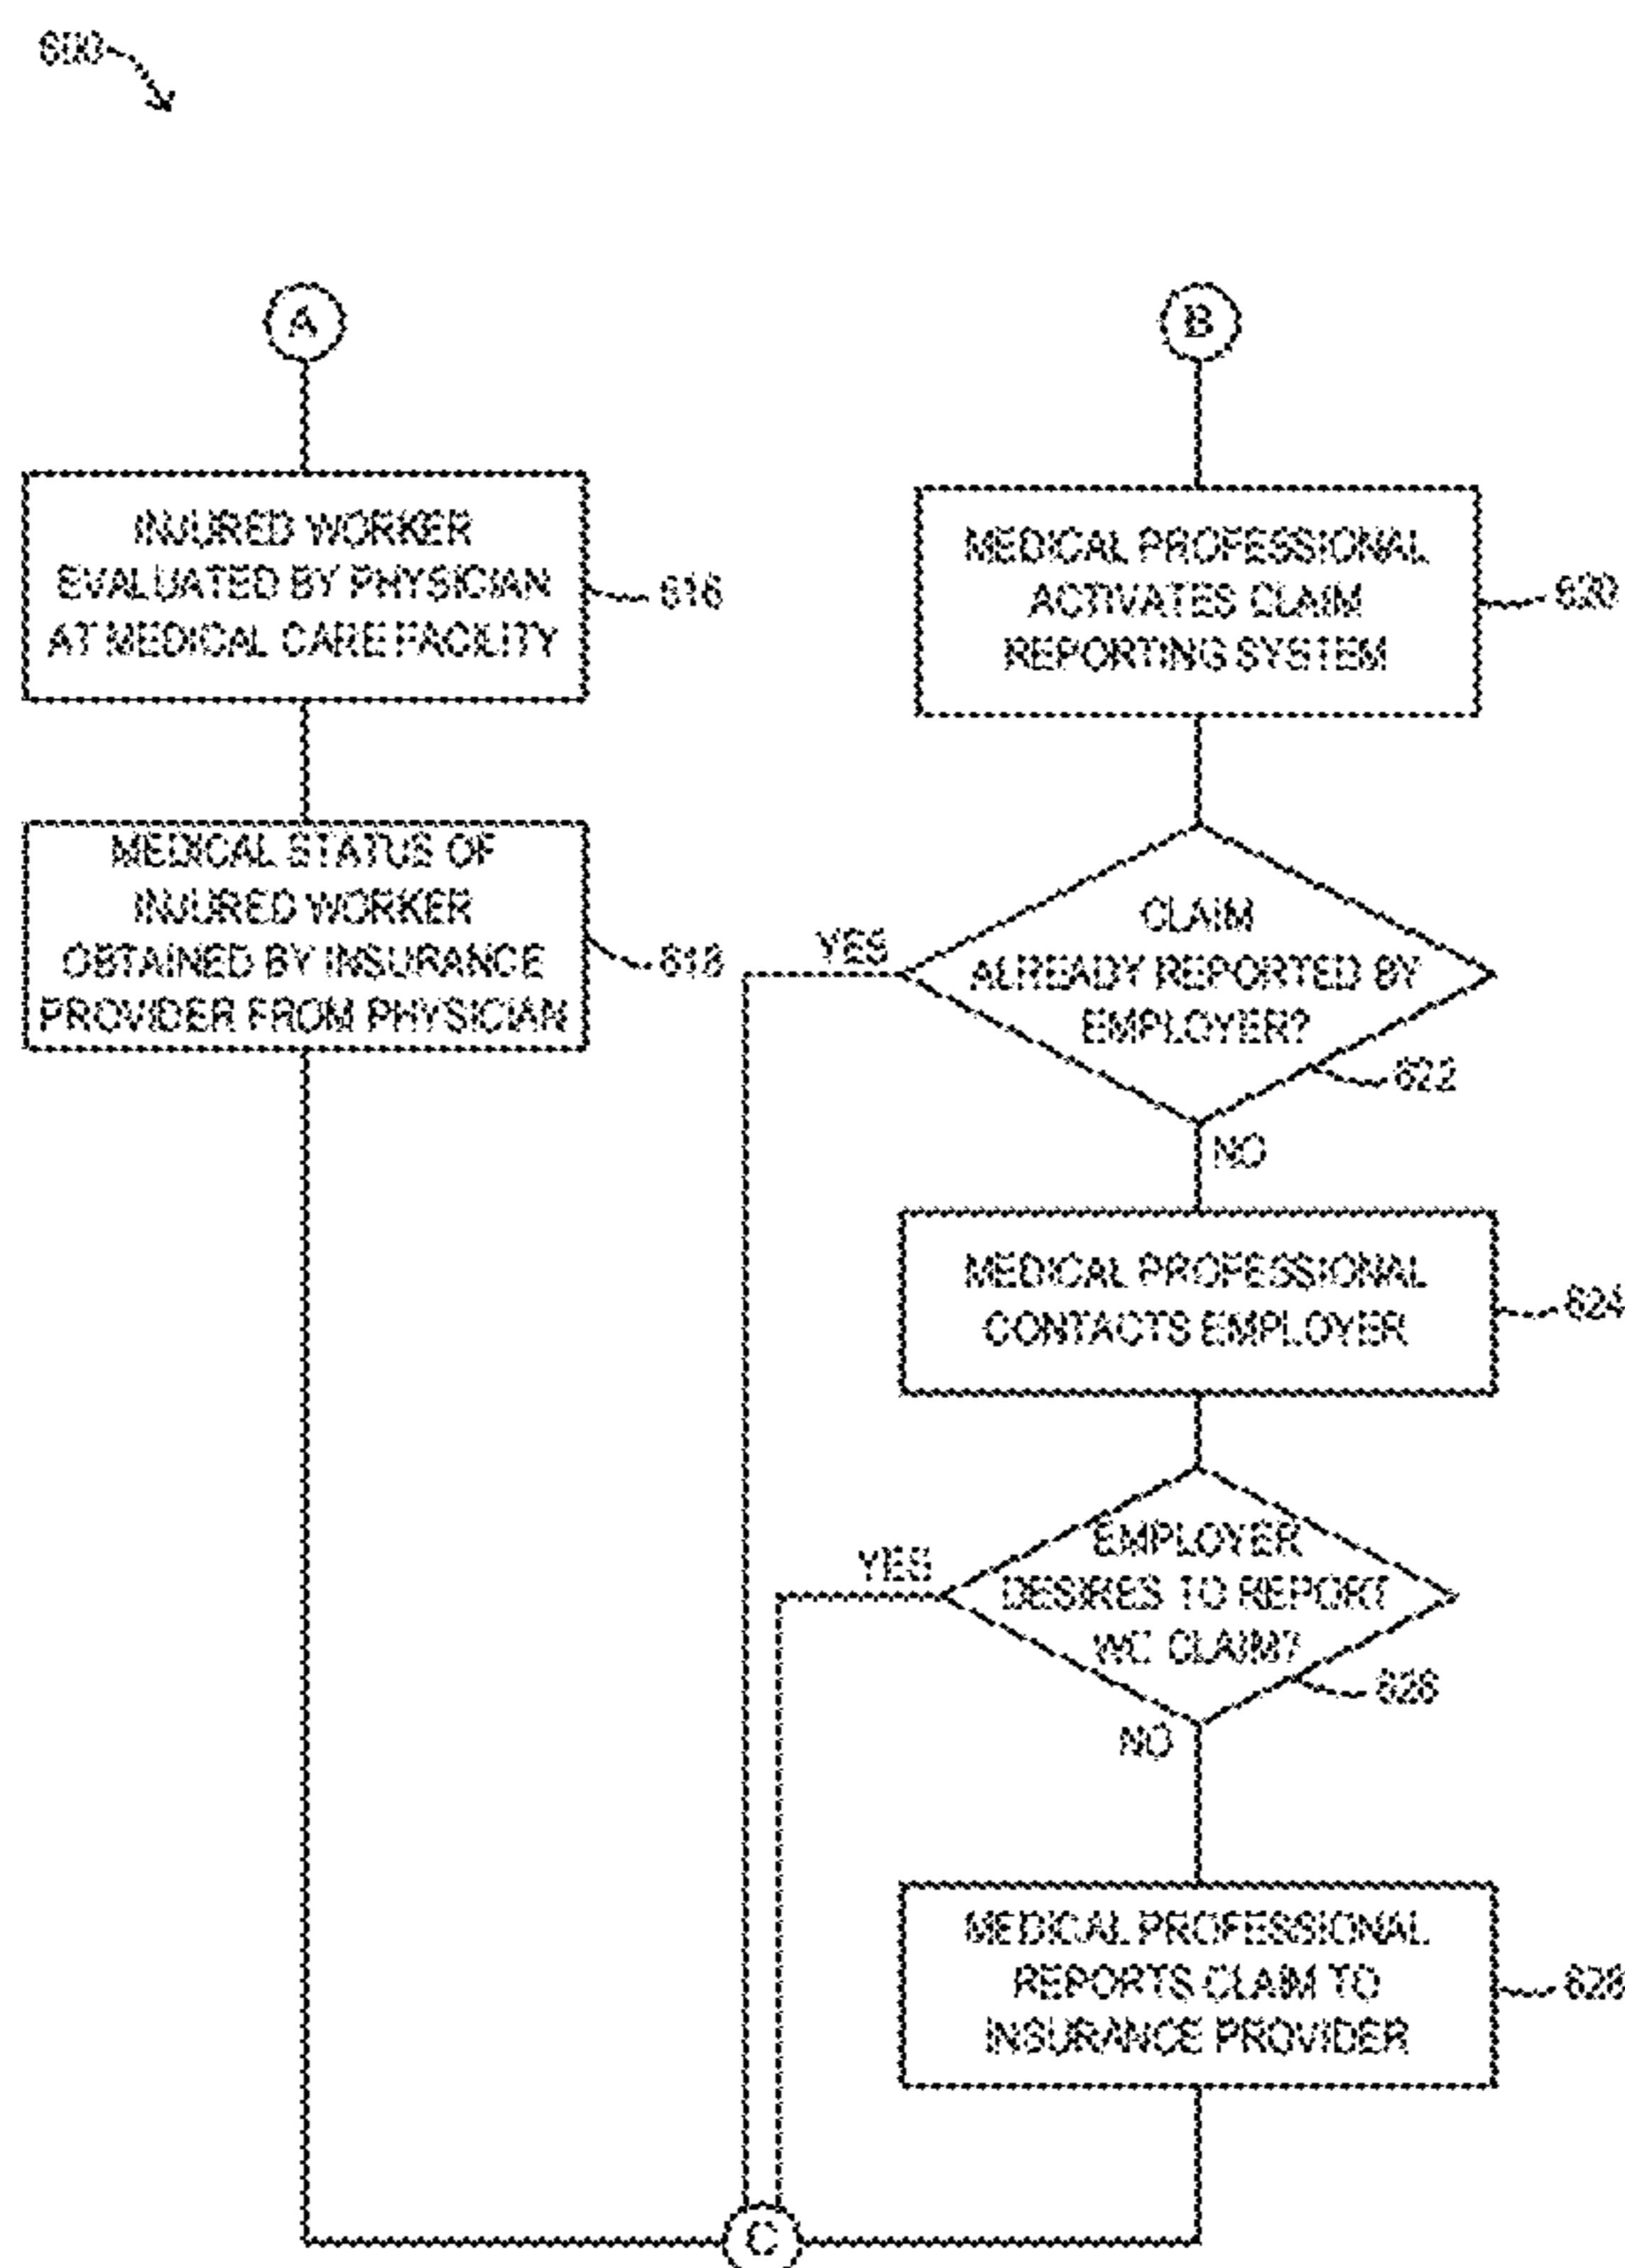 600
A
INJURED WORKER
EVALUATED BY PHYSICIAN
AT MEDICAL CARE FACILITY
616
MEDICAL STATUS OF
INJURED WORKER
OBTAINED BY INSURANCE
PROVIDER FROM PHYSICIAN
618
B
MEDICAL PROFESSIONAL
ACTIVATES CLAIM
REPORTING SYSTEM
620
CLAIM
ALREADY REPORTED BY
EMPLOYER?
622
YES
NO
MEDICAL PROFESSIONAL
CONTACTS EMPLOYER
624
EMPLOYER
DESIRES TO REPORT
WC CLAIM?
626
YES
NO
MEDICAL PROFESSIONAL
REPORTS CLAIM TO
INSURANCE PROVIDER
628
C